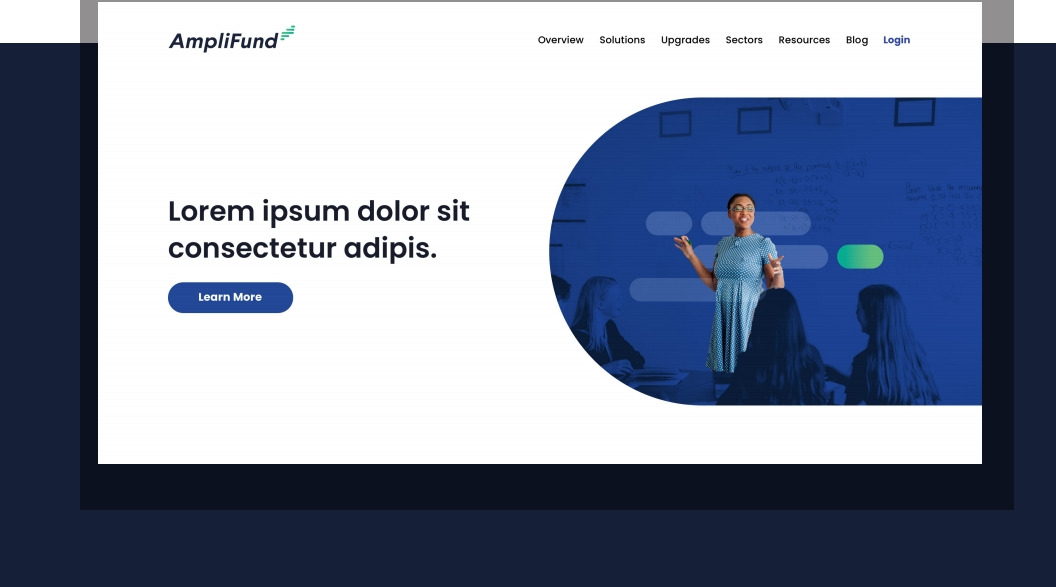 AmpliFund
Overview Solutions Upgrades Sectors Resources Blog Login
Lorem ipsum dolor sit
consectetur adipis.
Learn More